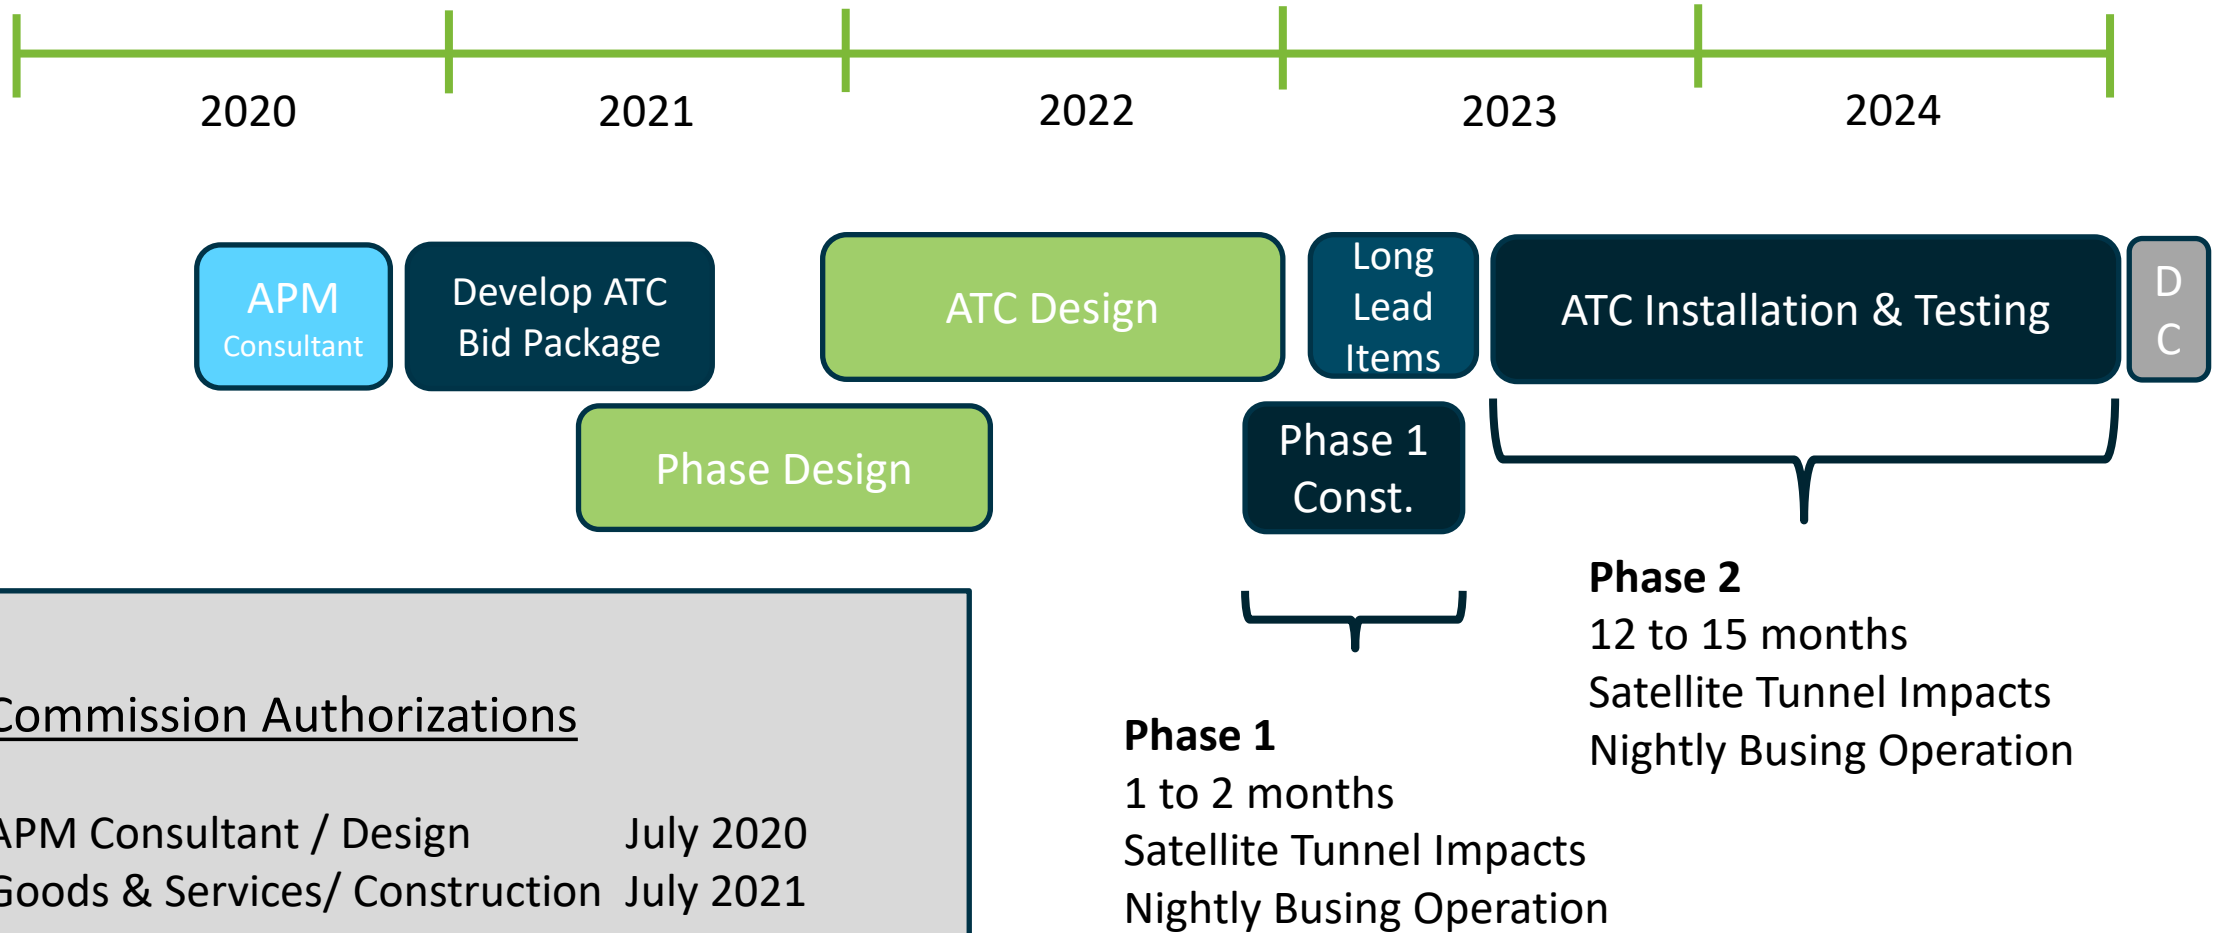 2020
2021
2022
2023
2024
APM
Consultant
Develop ATC
Bid Package
ATC Design
Long
Lead
Items
ATC Installation & Testing
D
C
Phase Design
Phase 1
Const.
Phase 2
12 to 15 months
Satellite Tunnel Impacts
Nightly Busing Operation
Phase 1
1 to 2 months
Satellite Tunnel Impacts
Nightly Busing Operation
Commission Authorizations
APM Consultant / Design July 2020
Goods & Services/ Construction July 2021